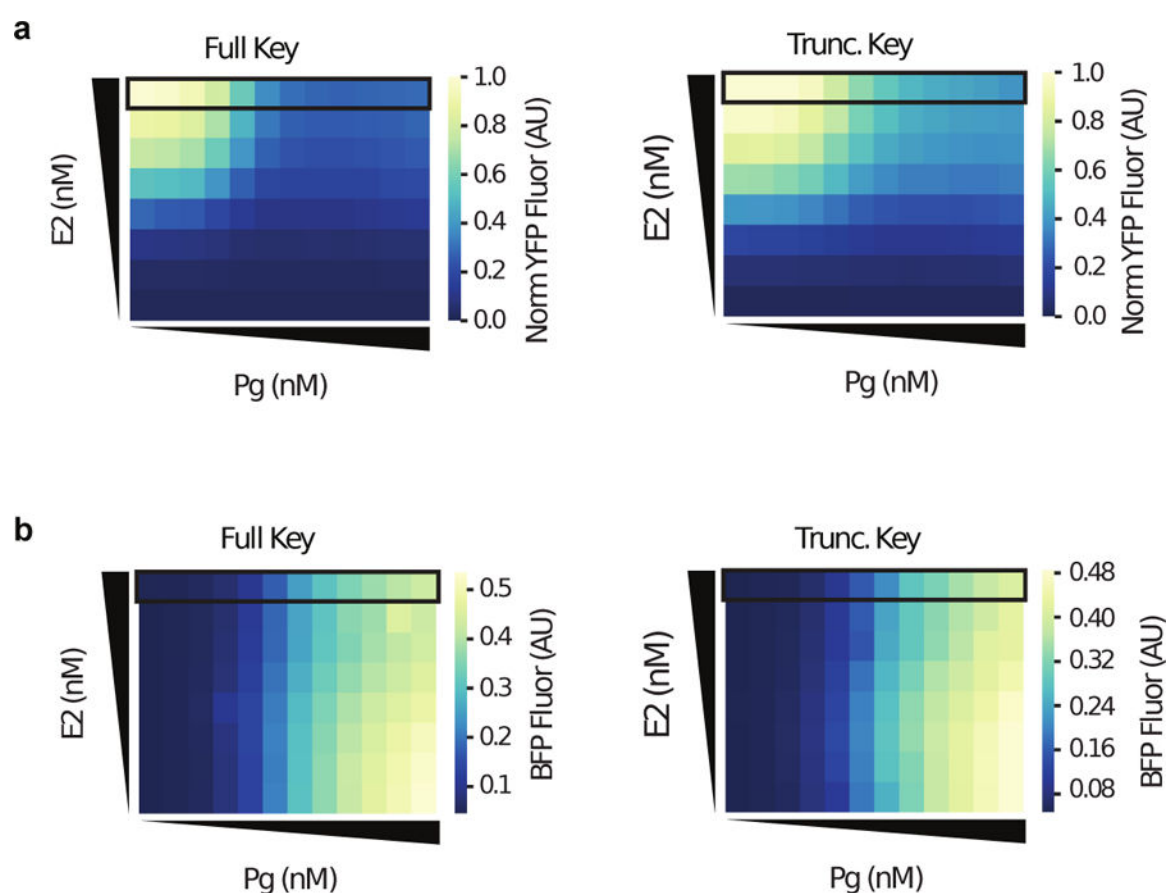 a
Full Key
Trunc. Key
E2 (nM)
1.0
0.8
0.6
0.4
0.2
0.0
Norm YFP Fluor (AU)
Pg (nM)
E2 (nM)
1.0
0.8
0.6
0.4
0.2
0.0
Norm YFP Fluor (AU)
Pg (nM)
b
Full Key
Trunc. Key
E2 (nM)
0.5
0.4
0.3
0.2
0.1
BFP Fluor (AU)
Pg (nM)
E2 (nM)
0.48
0.40
0.32
0.24
0.16
0.08
BFP Fluor (AU)
Pg (nM)